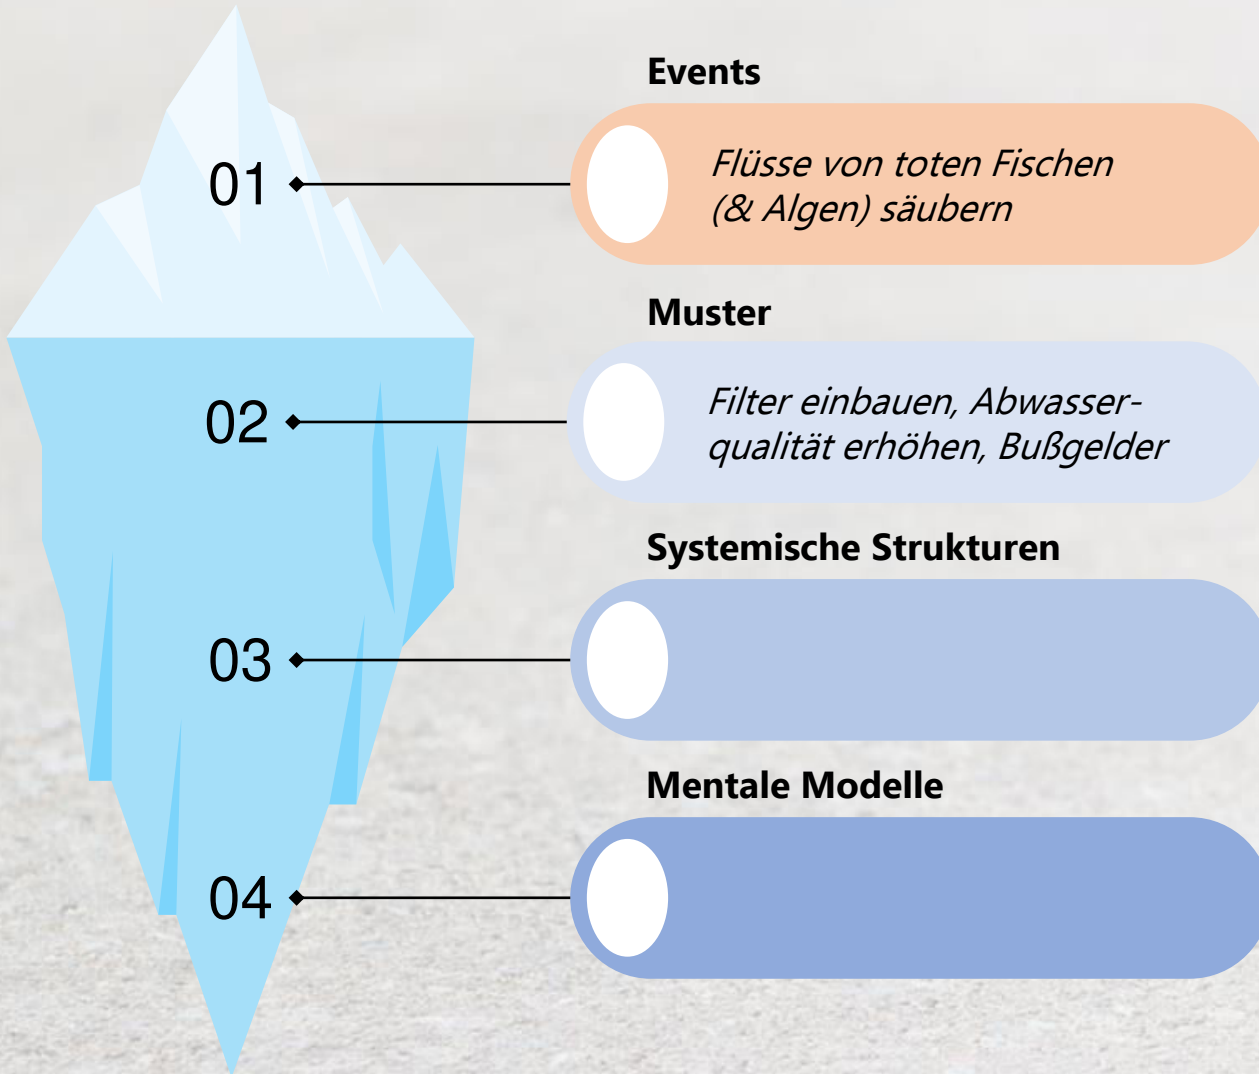 Events
01
Flüsse von toten Fischen
(& Algen) säubern
Muster
02
Filter einbauen, Abwasser-
qualität erhöhen, Bußgelder
Systemische Strukturen
03
Mentale Modelle
04